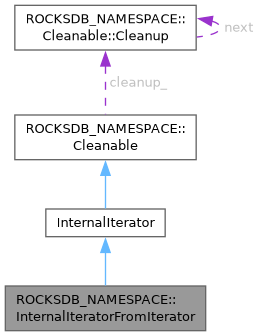 ROCKSDB_NAMESPACE::
Cleanable::Cleanup
next
cleanup_
ROCKSDB_NAMESPACE::
Cleanable
InternalIterator
ROCKSDB_NAMESPACE::
InternalIteratorFromIterator